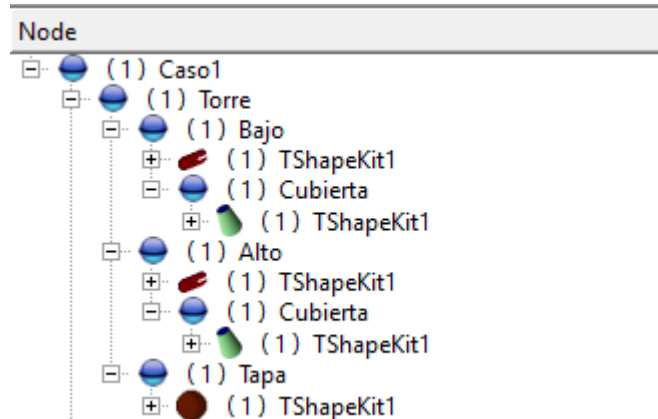 Node
(1) Caso1
(1) Torre
(1) Bajo
(1) TShapeKit1
(1) Cubierta
(1) TShapeKit1
(1) Alto
(1) TShapeKit1
(1) Cubierta
(1) TShapeKit1
(1) Tapa
(1) TShapeKit1